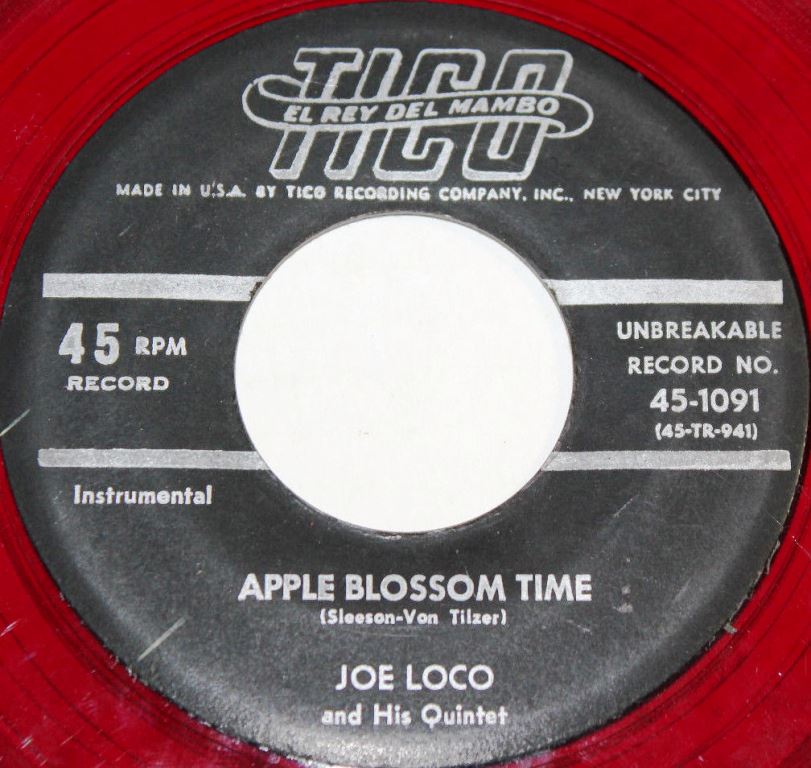 TICO
EL REY DEL MAMBO
MADE IN U.S.A. BY TICO RECORDING COMPANY, INC., NEW YORK CITY
45 RPM
RECORD
UNBREAKABLE
RECORD NO.
45-1091
(45-TR-941)
Instrumental
APPLE BLOSSOM TIME
(Sleeson-Von Tilzer)
JOE LOCO
and His Quintet